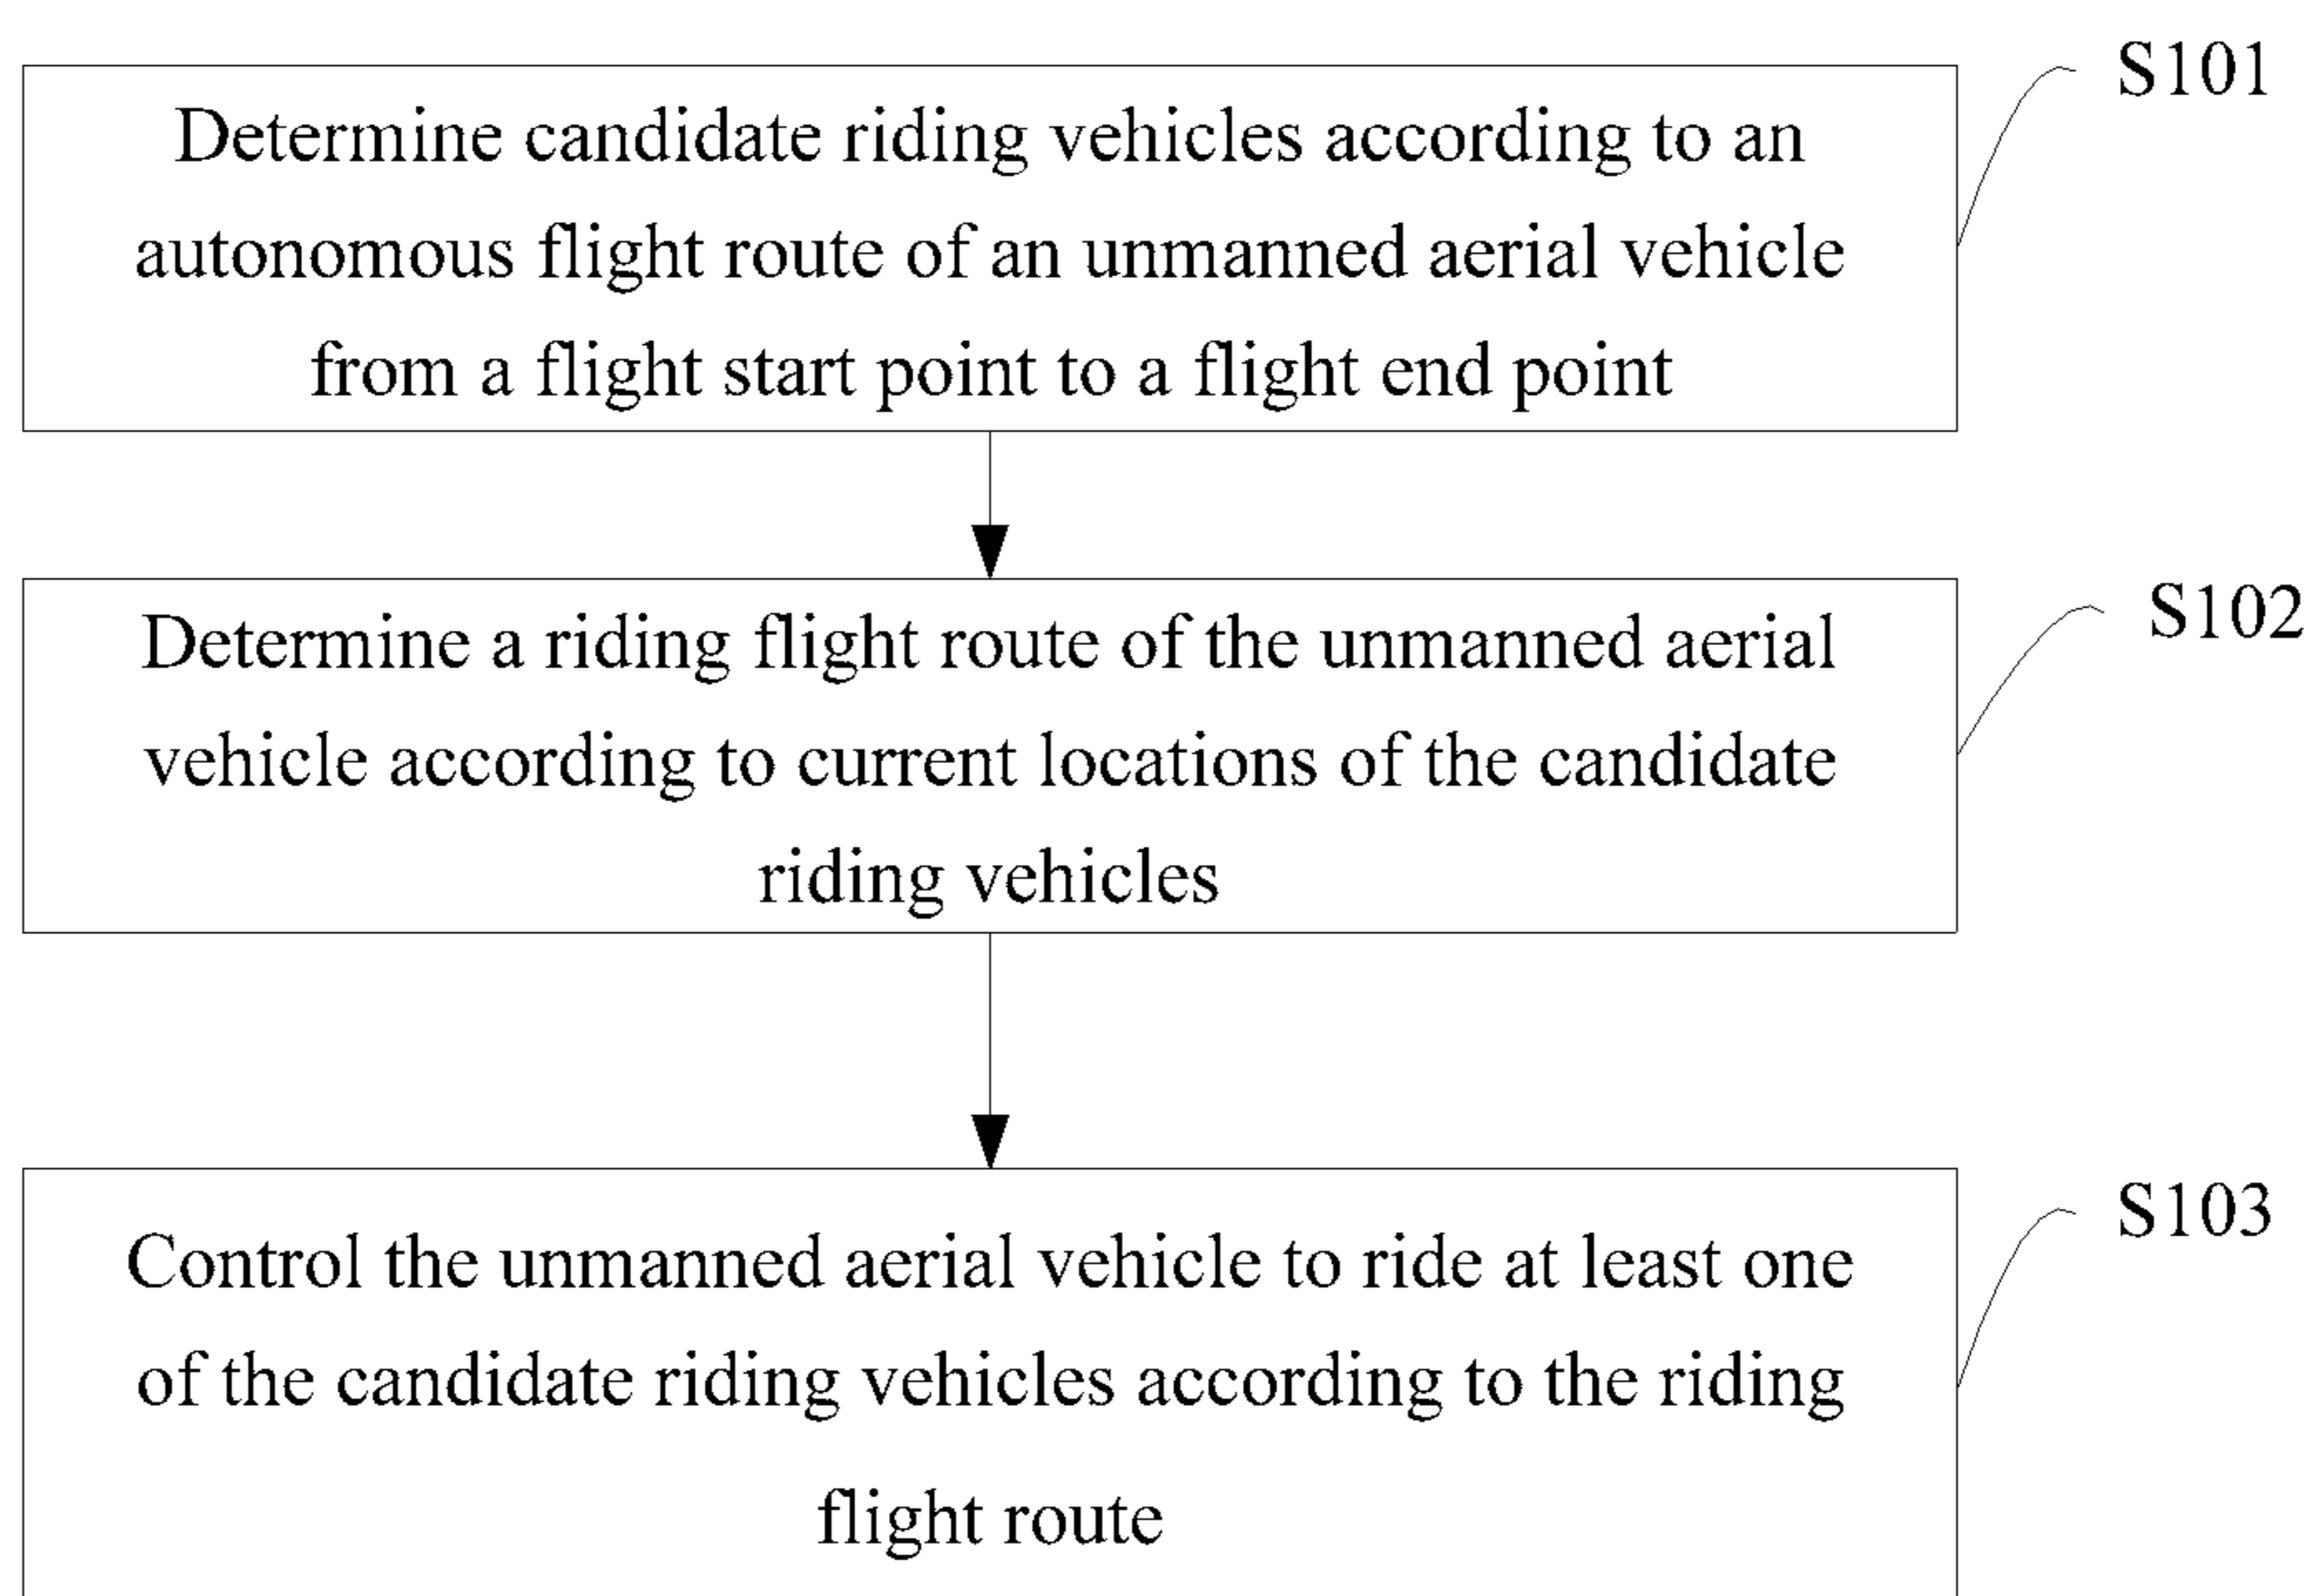 S101
Determine candidate riding vehicles according to an
autonomous flight route of an unmanned aerial vehicle
from a flight start point to a flight end point
S102
Determine a riding flight route of the unmanned aerial
vehicle according to current locations of the candidate
riding vehicles
S103
Control the unmanned aerial vehicle to ride at least one
of the candidate riding vehicles according to the riding
flight route